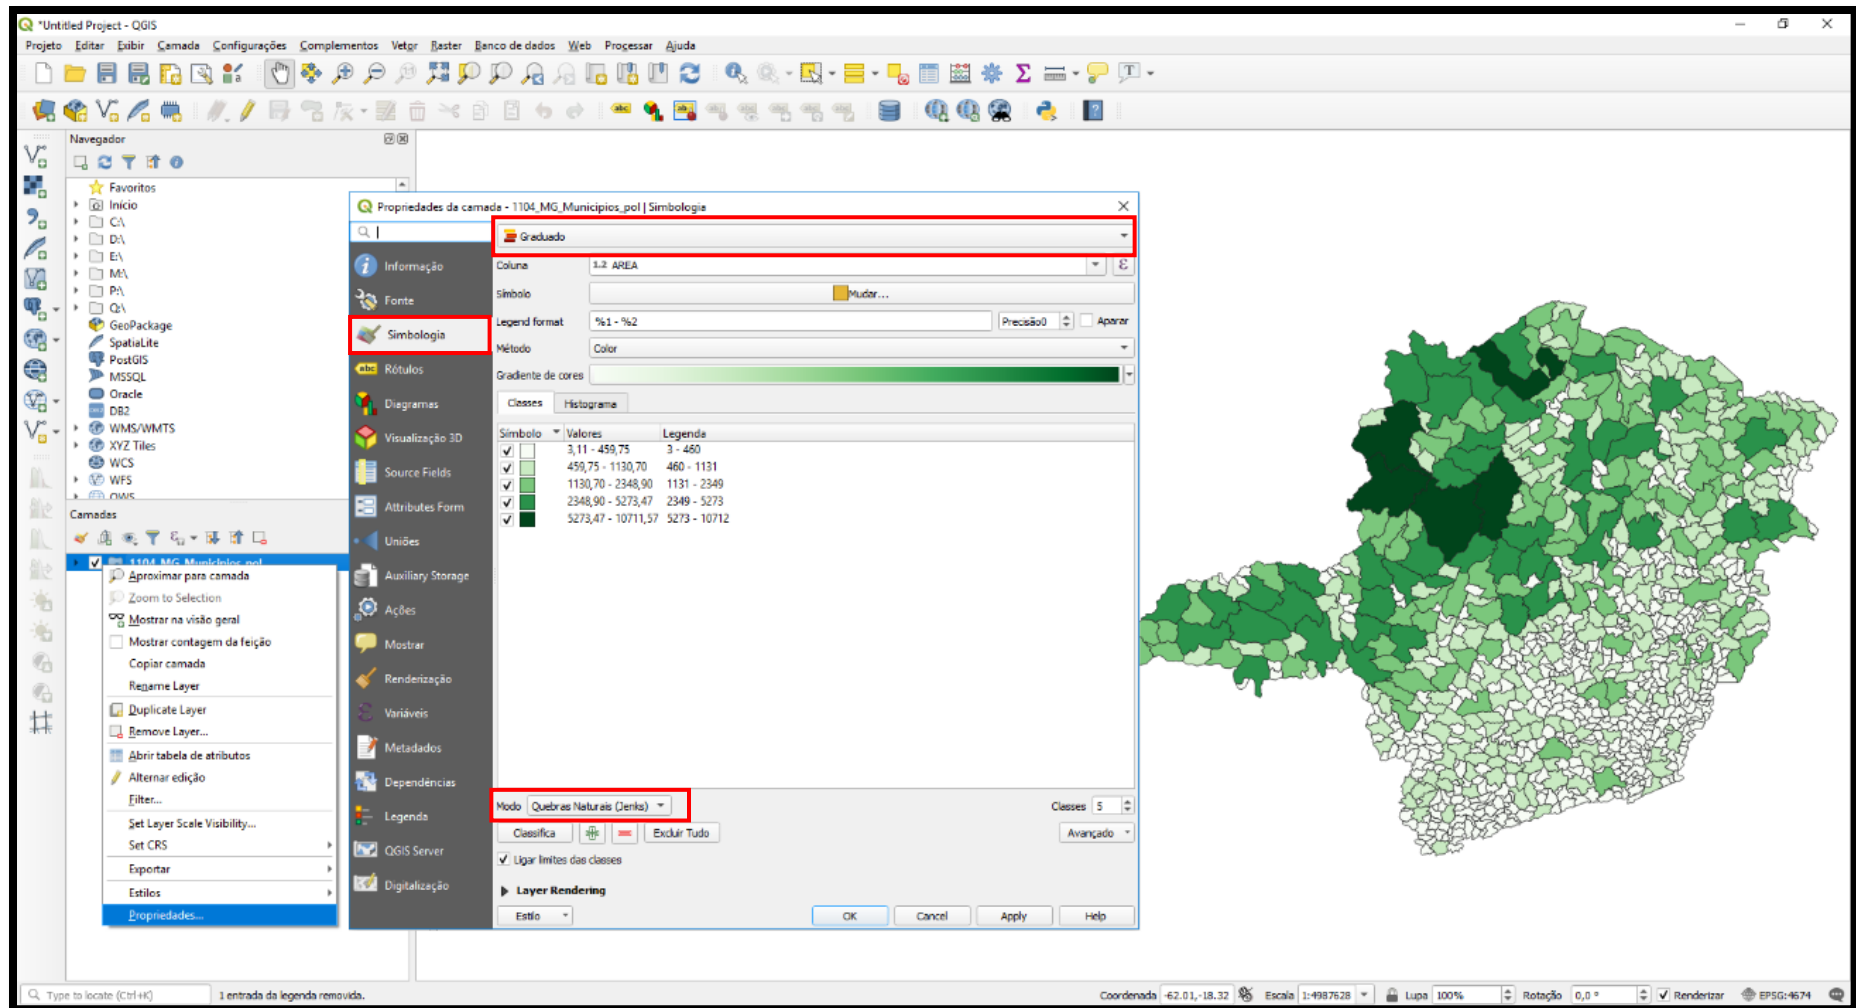 *Untitled Project - QGIS
Projeto Editar Exibir Camada Configurações Complementos Vetor Raster Banco de dados Web Processar Ajuda
Navegador
Favoritos
Início
C:\
D:\
E:\
M:\
P:\
Q:\
GeoPackage
SpatiaLite
PostGIS
MSSQL
Oracle
DB2
WMS/WMTS
XYZ Tiles
WCS
WFS
OWS
Camadas
1104_MG_Municipios_pol
Aproximar para camada
Zoom to Selection
Mostrar na visão geral
Mostrar contagem da feição
Copiar camada
Rename Layer
Duplicate Layer
Remove Layer...
Abrir tabela de atributos
Alternar edição
Filter...
Set Layer Scale Visibility...
Set CRS
Exportar
Estilos
Propriedades...
Propriedades da camada - 1104_MG_Municipios_pol | Simbologia
Informação
Fonte
Simbologia
Rótulos
Diagramas
Visualização 3D
Source Fields
Attributes Form
Uniões
Auxiliary Storage
Ações
Mostrar
Renderização
Variáveis
Metadados
Dependências
Legenda
QGIS Server
Digitalização
Graduado
Coluna 1.2 AREA
Símbolo Mudar...
Legend format %1 - %2 Precisão0 Aparar
Método Color
Gradiente de cores
Classes Histograma
Símbolo Valores Legenda
3,11 - 459,75 3 - 460
459,75 - 1130,70 460 - 1131
1130,70 - 2348,90 1131 - 2349
2348,90 - 5273,47 2349 - 5273
5273,47 - 10711,57 5273 - 10712
Modo Quebras Naturais (Jenks) Classes 5
Classifica Excluir Tudo Avançado
Ligar limites das classes
Layer Rendering
Estilo OK Cancel Apply Help
Type to locate (Ctrl+K) 1 entrada da legenda removida. Coordenada -62.01,-18.32 Escala 1:4987628 Lupa 100% Rotação 0,0 ° Renderizar EPSG:4674